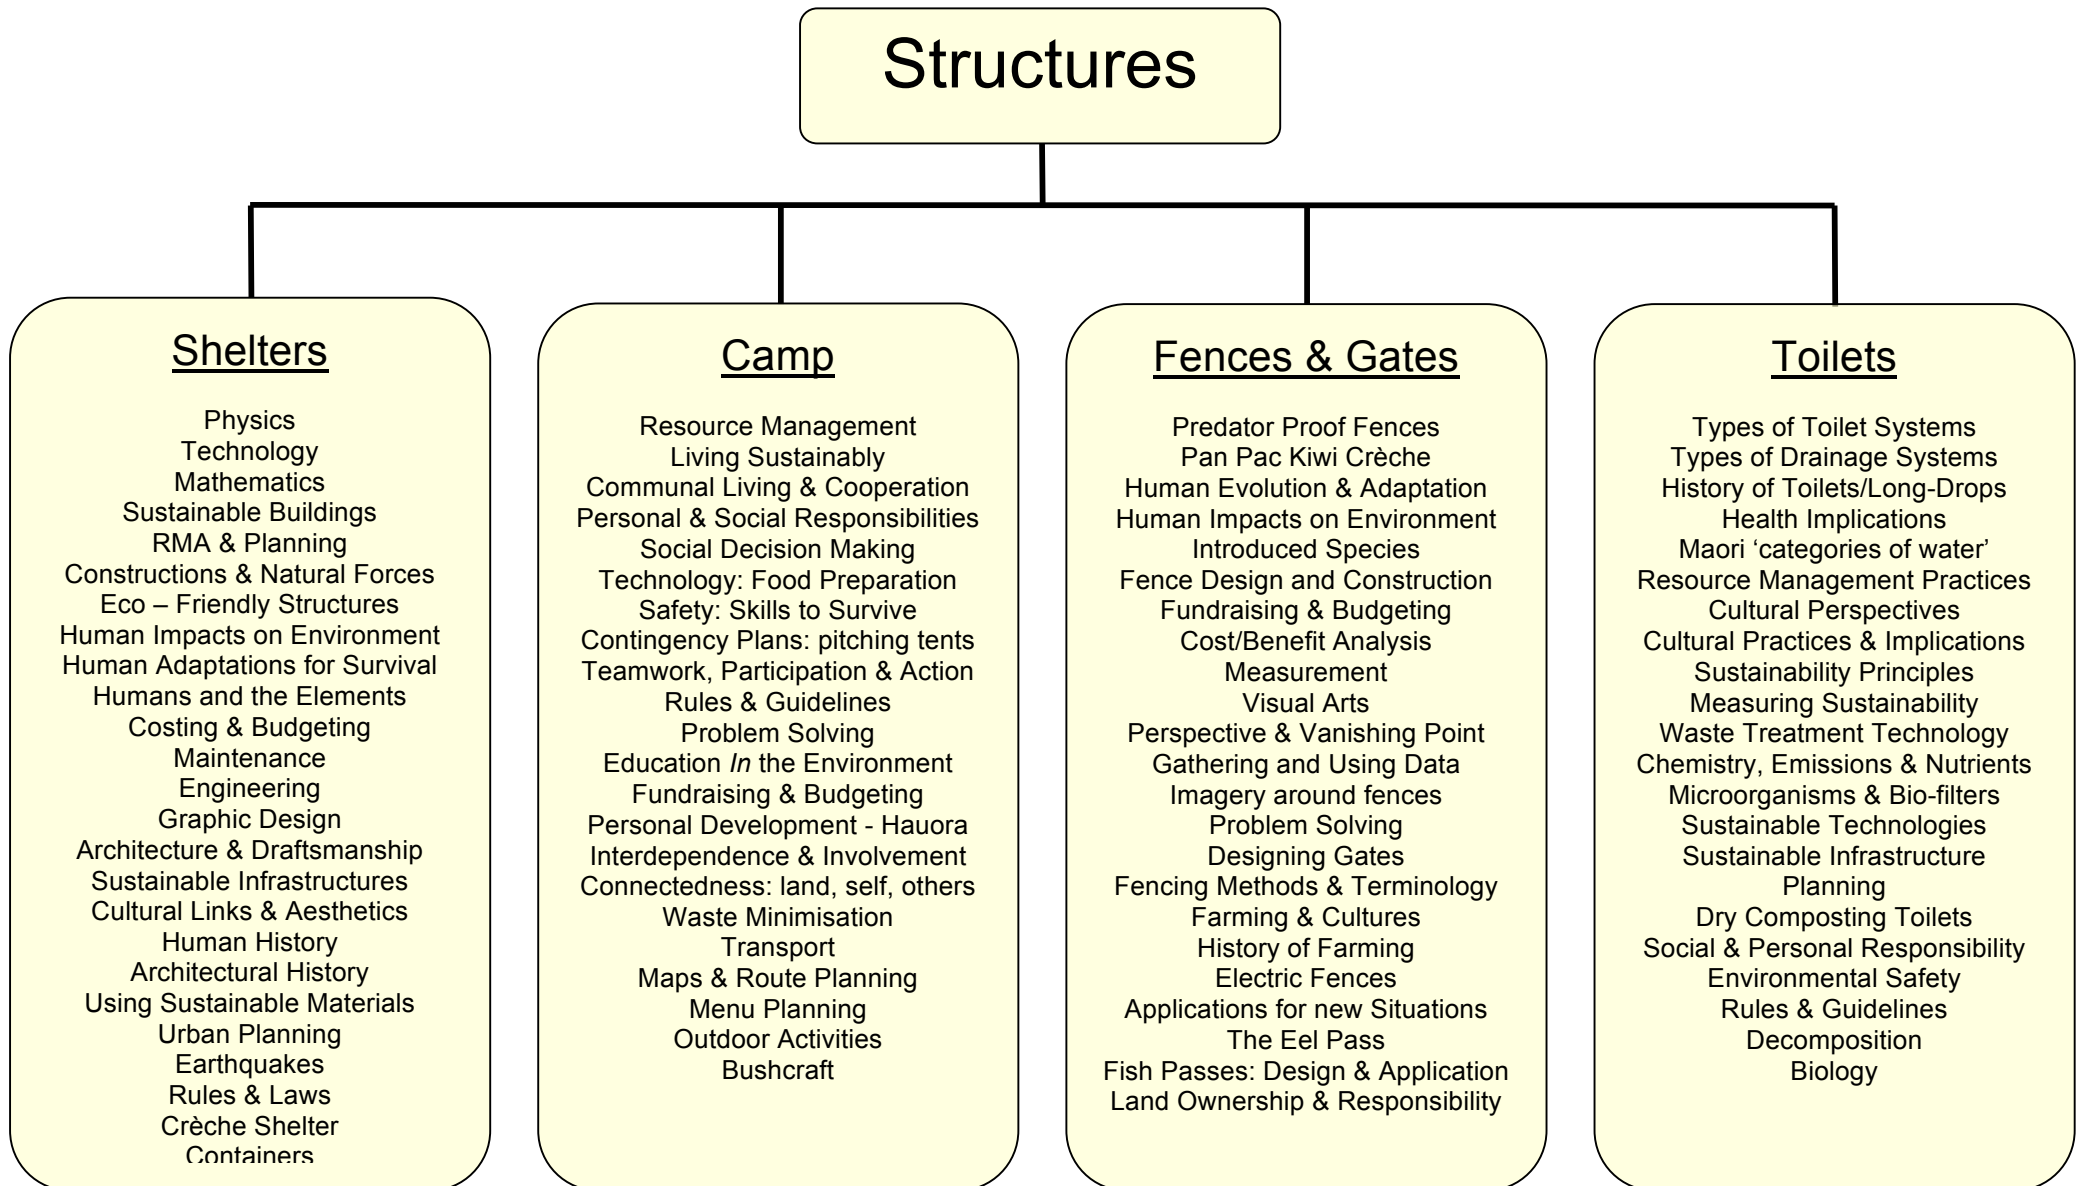 Structures
Shelters
Physics
Technology
Mathematics
Sustainable Buildings
RMA & Planning
Constructions & Natural Forces
Eco – Friendly Structures
Human Impacts on Environment
Human Adaptations for Survival
Humans and the Elements
Costing & Budgeting
Maintenance
Engineering
Graphic Design
Architecture & Draftsmanship
Sustainable Infrastructures
Cultural Links & Aesthetics
Human History
Architectural History
Using Sustainable Materials
Urban Planning
Earthquakes
Rules & Laws
Crèche Shelter
Containers
Camp
Resource Management
Living Sustainably
Communal Living & Cooperation
Personal & Social Responsibilities
Social Decision Making
Technology: Food Preparation
Safety: Skills to Survive
Contingency Plans: pitching tents
Teamwork, Participation & Action
Rules & Guidelines
Problem Solving
Education In the Environment
Fundraising & Budgeting
Personal Development - Hauora
Interdependence & Involvement
Connectedness: land, self, others
Waste Minimisation
Transport
Maps & Route Planning
Menu Planning
Outdoor Activities
Bushcraft
Fences & Gates
Predator Proof Fences
Pan Pac Kiwi Crèche
Human Evolution & Adaptation
Human Impacts on Environment
Introduced Species
Fence Design and Construction
Fundraising & Budgeting
Cost/Benefit Analysis
Measurement
Visual Arts
Perspective & Vanishing Point
Gathering and Using Data
Imagery around fences
Problem Solving
Designing Gates
Fencing Methods & Terminology
Farming & Cultures
History of Farming
Electric Fences
Applications for new Situations
The Eel Pass
Fish Passes: Design & Application
Land Ownership & Responsibility
Toilets
Types of Toilet Systems
Types of Drainage Systems
History of Toilets/Long-Drops
Health Implications
Maori ‘categories of water’
Resource Management Practices
Cultural Perspectives
Cultural Practices & Implications
Sustainability Principles
Measuring Sustainability
Waste Treatment Technology
Chemistry, Emissions & Nutrients
Microorganisms & Bio-filters
Sustainable Technologies
Sustainable Infrastructure
Planning
Dry Composting Toilets
Social & Personal Responsibility
Environmental Safety
Rules & Guidelines
Decomposition
Biology